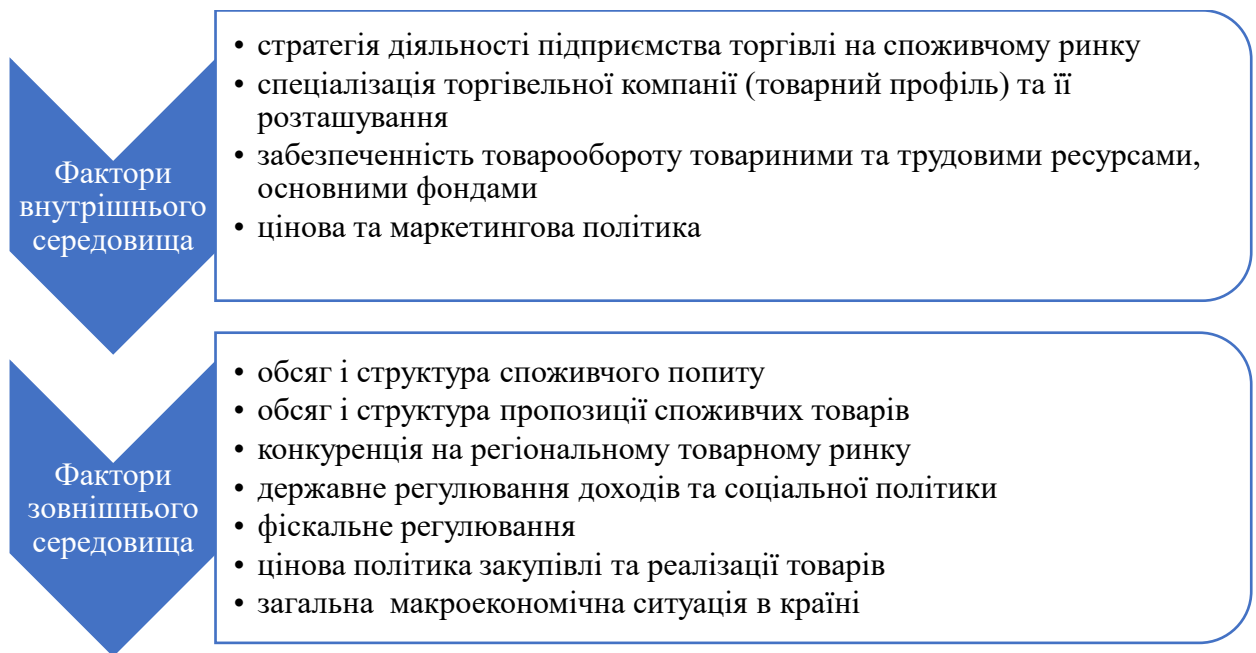 Фактори
внутрішнього
середовища
• стратегія діяльності підприємства торгівлі на споживчому ринку
• спеціалізація торгівельної компанії (товарний профіль) та її
розташування
• забезпеченність товарообороту товариними та трудовими ресурсами,
основними фондами
• цінова та маркетингова політика
Фактори
зовнішнього
середовища
• обсяг і структура споживчого попиту
• обсяг і структура пропозиції споживчих товарів
• конкуренція на регіональному товарному ринку
• державне регулювання доходів та соціальної політики
• фіскальне регулювання
• цінова політика закупівлі та реалізації товарів
• загальна  макроекономічна ситуація в країні